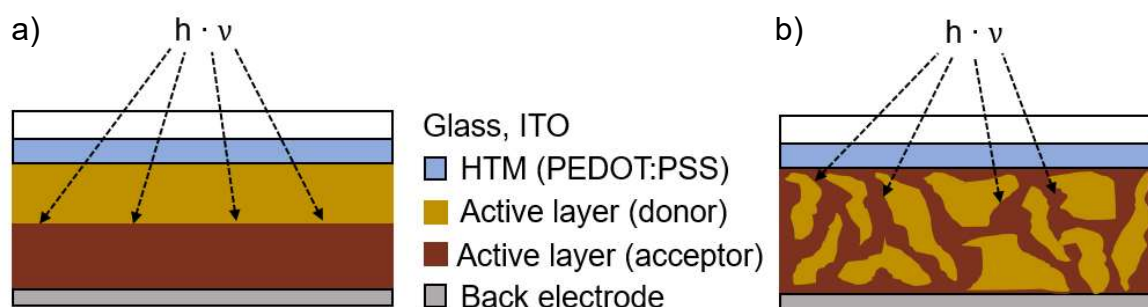 a)
h · ν
Glass, ITO
HTM (PEDOT:PSS)
Active layer (donor)
Active layer (acceptor)
Back electrode
b)
h · ν